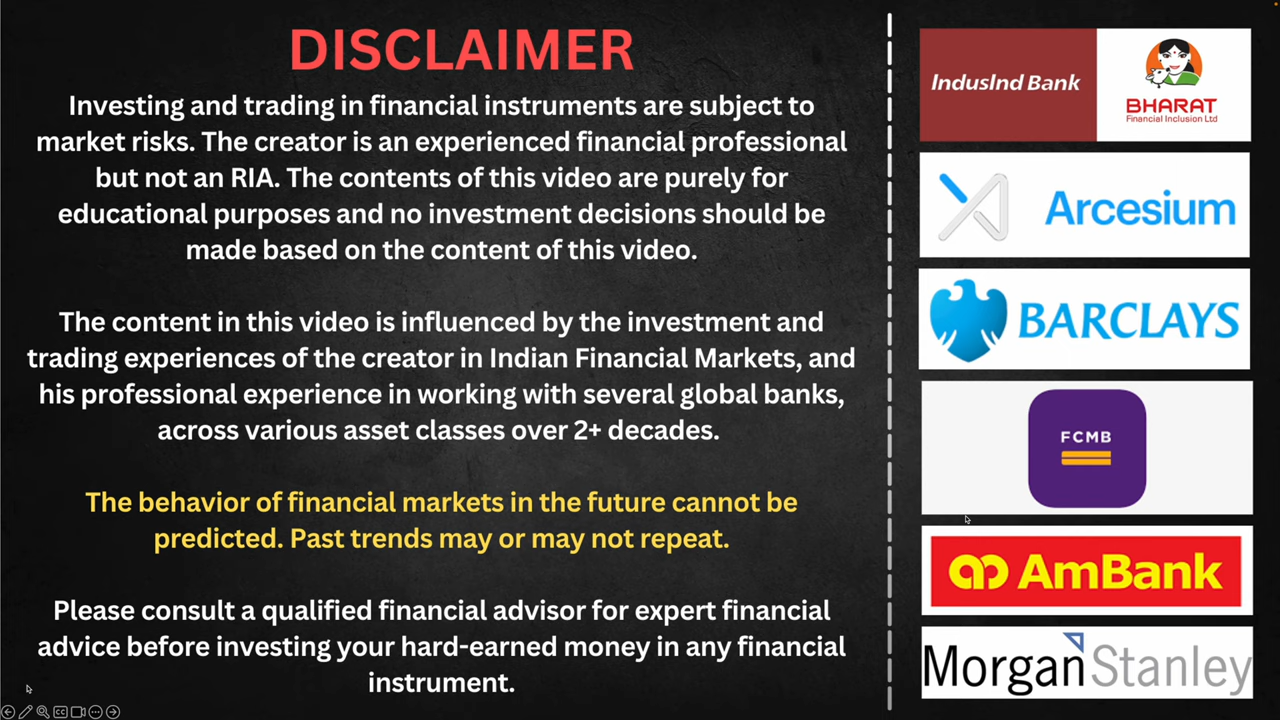 DISCLAIMER
Investing and trading in financial instruments are subject to
market risks. The creator is an experienced financial professional
but not an RIA. The contents of this video are purely for
educational purposes and no investment decisions should be
made based on the content of this video.
The content in this video is influenced by the investment and
trading experiences of the creator in Indian Financial Markets, and
his professional experience in working with several global banks,
across various asset classes over 2+ decades.
The behavior of financial markets in the future cannot be
predicted. Past trends may or may not repeat.
Please consult a qualified financial advisor for expert financial
advice before investing your hard-earned money in any financial
instrument.
IndusInd Bank
BHARAT
Financial Inclusion Ltd
Arcesium
BARCLAYS
FCMB
AmBank
Morgan Stanley
CC